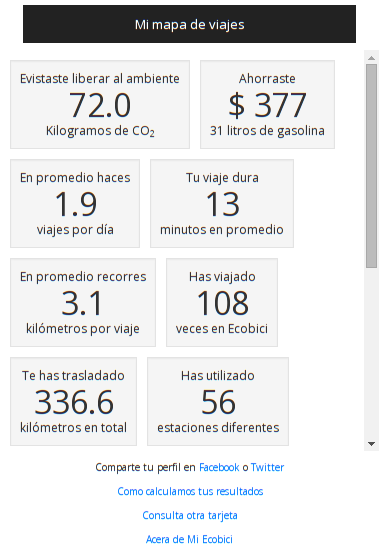 Mi mapa de viajes
Evistaste liberar al ambiente
72.0
Kilogramos de CO₂
Ahorraste
$ 377
31 litros de gasolina
En promedio haces
1.9
viajes por día
Tu viaje dura
13
minutos en promedio
En promedio recorres
3.1
kilómetros por viaje
Has viajado
108
veces en Ecobici
Te has trasladado
336.6
kilómetros en total
Has utilizado
56
estaciones diferentes
Comparte tu perfil en Facebook o Twitter
Como calculamos tus resultados
Consulta otra tarjeta
Acera de Mi Ecobici